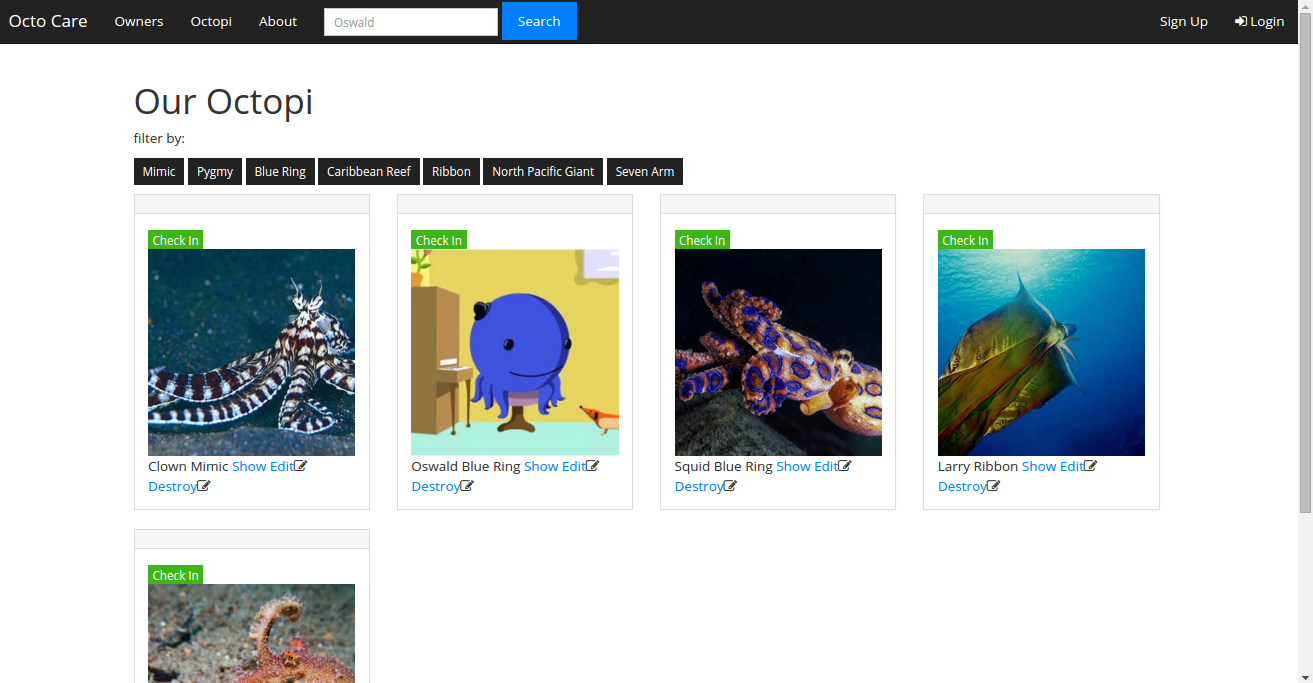 Octo Care Owners Octopi About Oswald Search Sign Up Login
Our Octopi
filter by:
Mimic Pygmy Blue Ring Caribbean Reef Ribbon North Pacific Giant Seven Arm
Check In
Clown Mimic Show Edit
Destroy
Check In
Oswald Blue Ring Show Edit
Destroy
Check In
Squid Blue Ring Show Edit
Destroy
Check In
Larry Ribbon Show Edit
Destroy
Check In